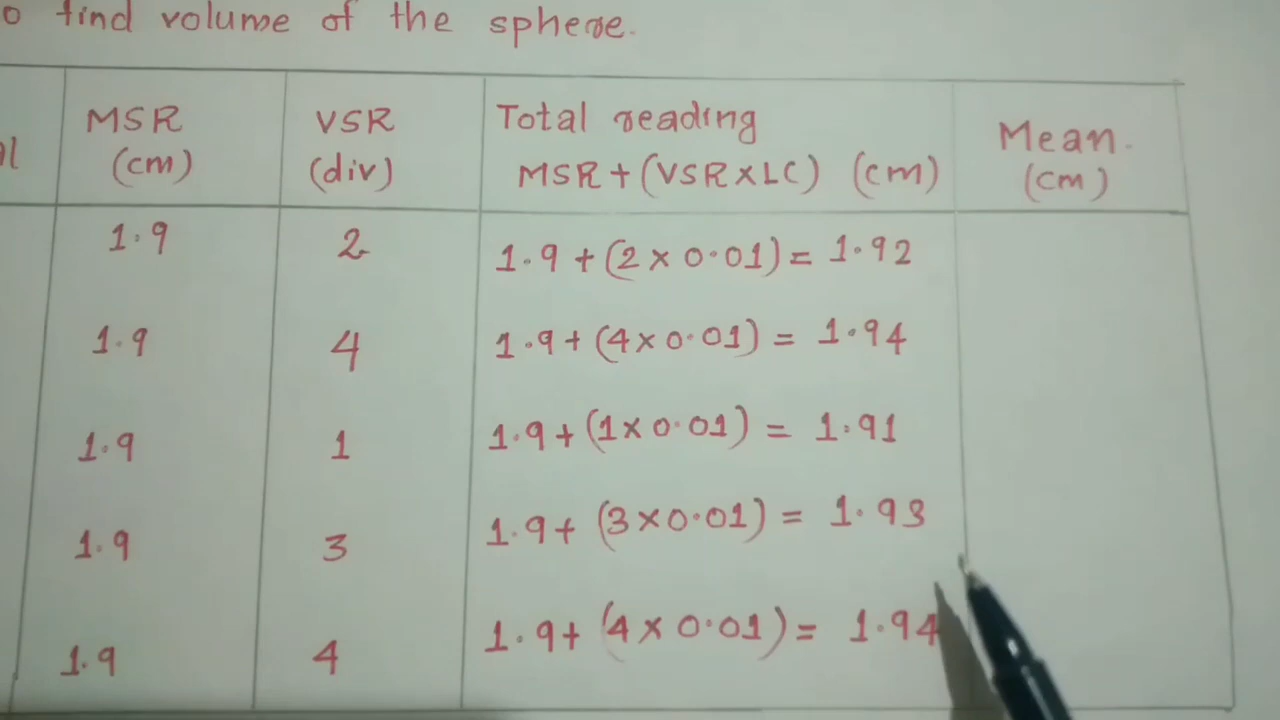 o find volume of the sphere.
al
MSR
(cm)
VSR
(div)
Total reading
MSR + (VSR × LC) (cm)
Mean.
(cm)
1.9 2 1.9 + (2 × 0.01) = 1.92
1.9 4 1.9 + (4 × 0.01) = 1.94
1.9 1 1.9 + (1 × 0.01) = 1.91
1.9 3 1.9 + (3 × 0.01) = 1.93
1.9 4 1.9 + (4 × 0.01) = 1.94